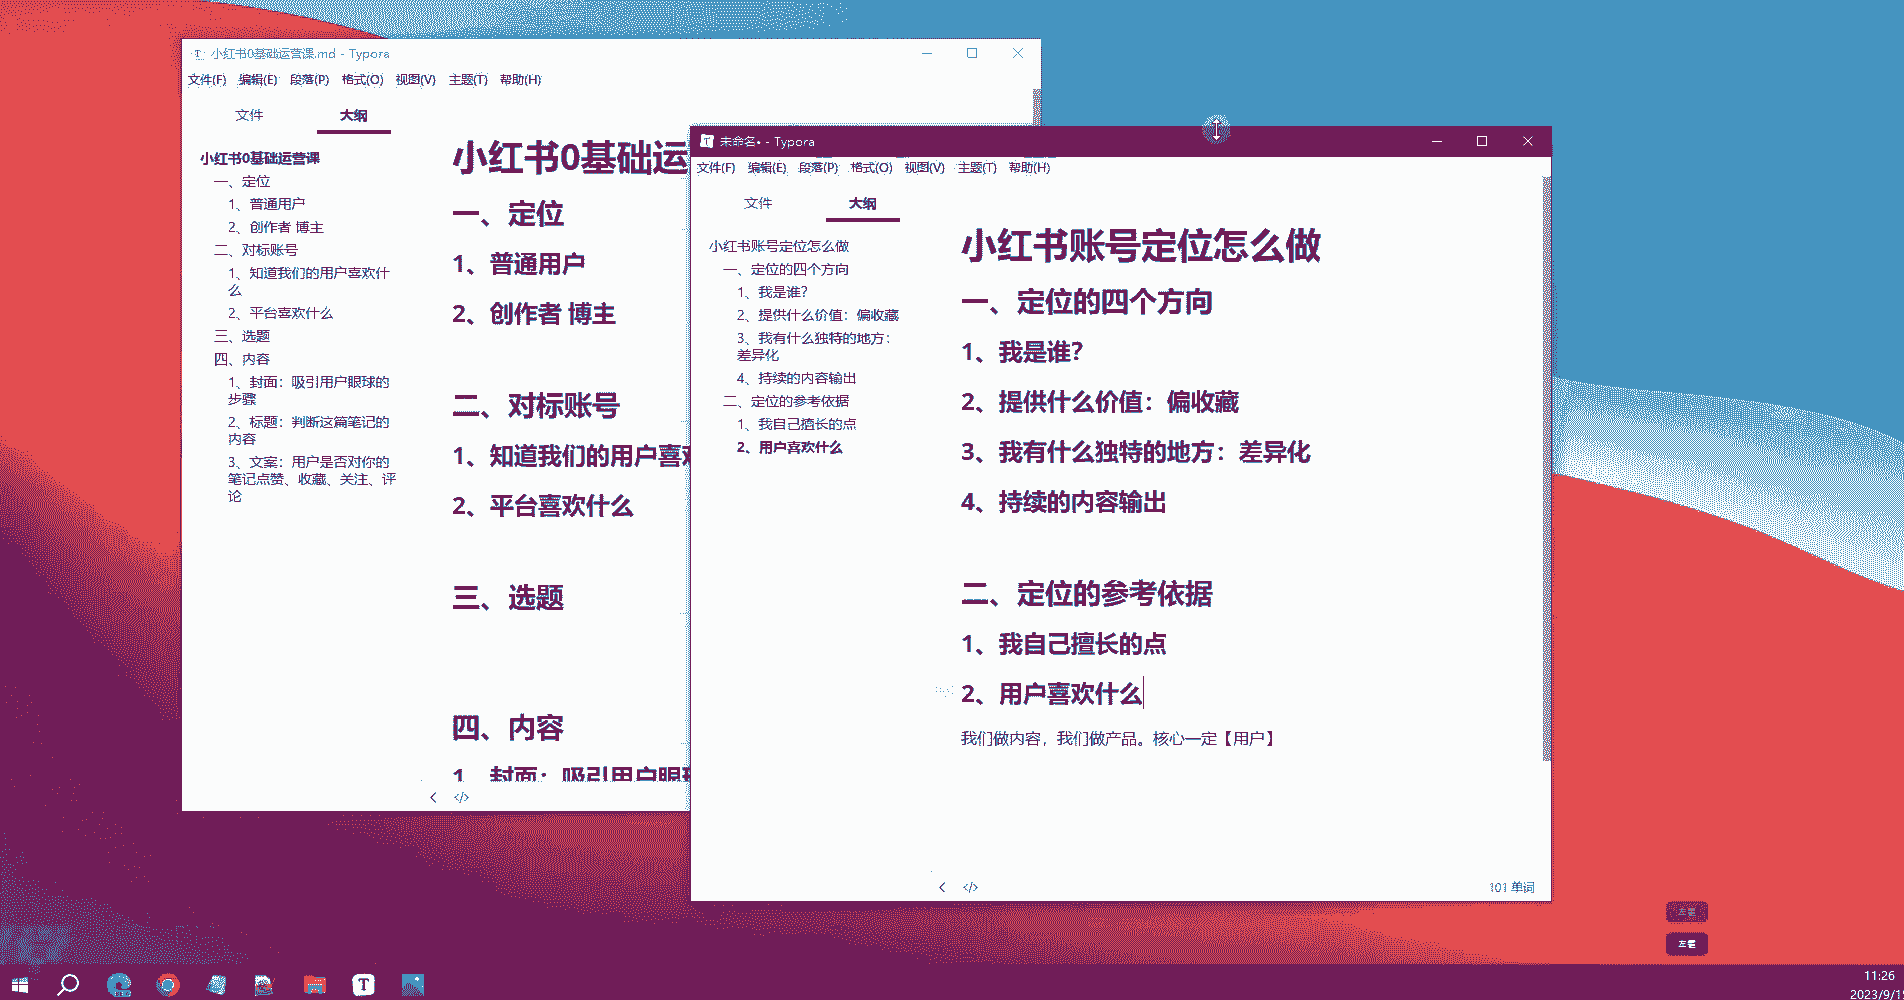 小红书0基础运营课.md - Typora
文件(F) 编辑(E) 段落(P) 格式(O) 视图(V) 主题(T) 帮助(H)
文件 大纲
小红书0基础运营课
一、定位
1、普通用户
2、创作者 博主
二、对标账号
1、知道我们的用户喜欢什
么
2、平台喜欢什么
三、选题
四、内容
1、封面：吸引用户眼球的
步骤
2、标题：判断这篇笔记的
内容
3、文案：用户是否对你的
笔记点赞、收藏、关注、评
论
小红书0基础运
一、定位
1、普通用户
2、创作者 博主
二、对标账号
1、知道我们的用户喜欢
2、平台喜欢什么
三、选题
四、内容
1、封面：吸引用户眼球
</>
未命名• - Typora
文件(F) 编辑(E) 段落(P) 格式(O) 视图(V) 主题(T) 帮助(H)
文件 大纲
小红书账号定位怎么做
一、定位的四个方向
1、我是谁？
2、提供什么价值：偏收藏
3、我有什么独特的地方：
差异化
4、持续的内容输出
二、定位的参考依据
1、我自己擅长的点
2、用户喜欢什么
小红书账号定位怎么做
一、定位的四个方向
1、我是谁？
2、提供什么价值：偏收藏
3、我有什么独特的地方：差异化
4、持续的内容输出
二、定位的参考依据
1、我自己擅长的点
2、用户喜欢什么
我们做内容，我们做产品。核心一定【用户】
</>
101 单词
左键
左键
11:26
2023/9/1